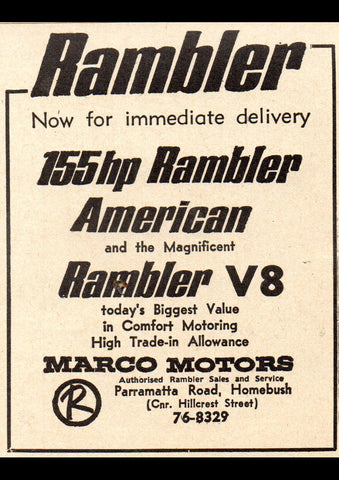 Rambler
Now for immediate delivery
155hp Rambler
American
and the Magnificent
Rambler V8
today's Biggest Value
in Comfort Motoring
High Trade-in Allowance
MARCO MOTORS
Authorised Rambler Sales and Service
Parramatta Road, Homebush
(Cnr. Hillcrest Street)
76-8329
R